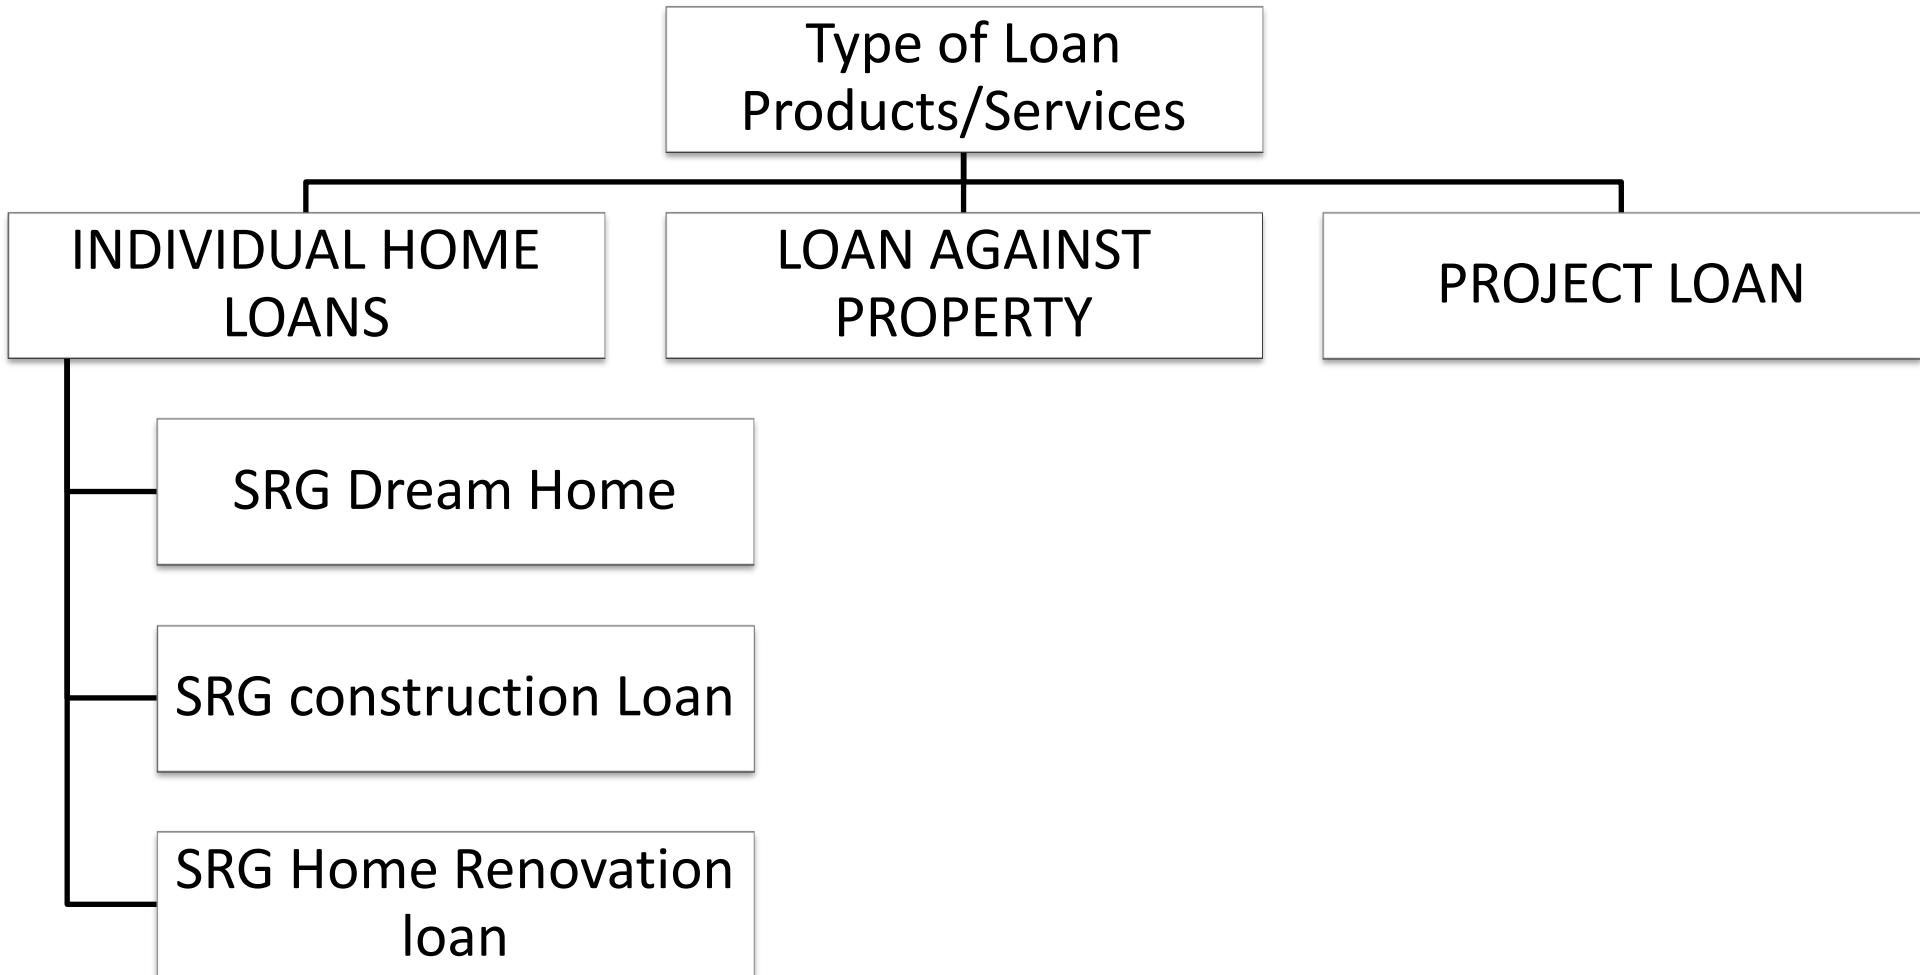 Type of Loan
Products/Services
INDIVIDUAL HOME
LOANS
LOAN AGAINST
PROPERTY
PROJECT LOAN
SRG Dream Home
SRG construction Loan
SRG Home Renovation
loan